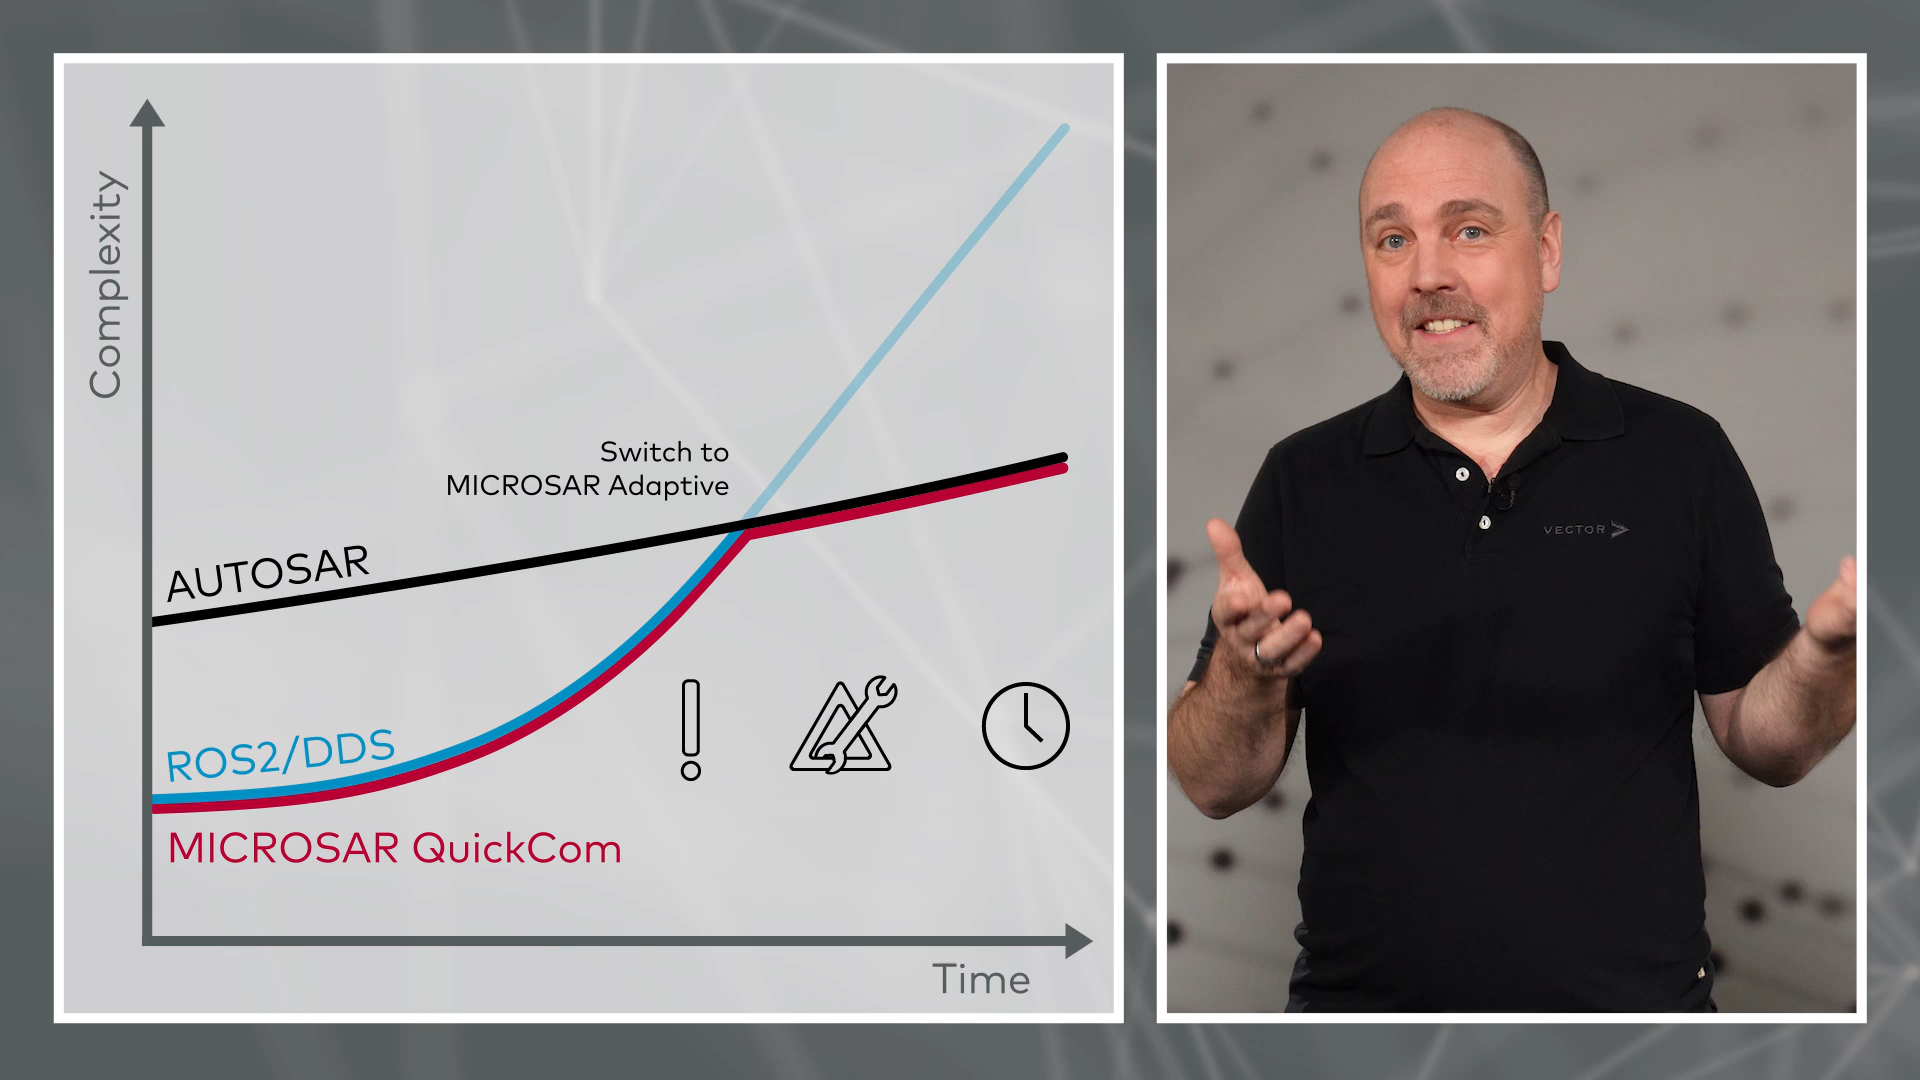 Complexity
Switch to
MICROSAR Adaptive
AUTOSAR
ROS2/DDS
MICROSAR QuickCom
Time
VECTOR